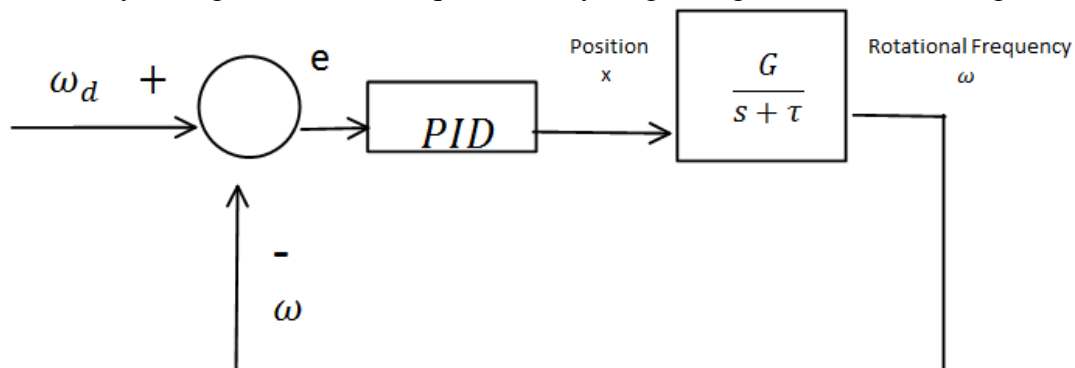 ω_d + e
Position
x
Rotational Frequency
ω
PID
G
s + τ
-
ω